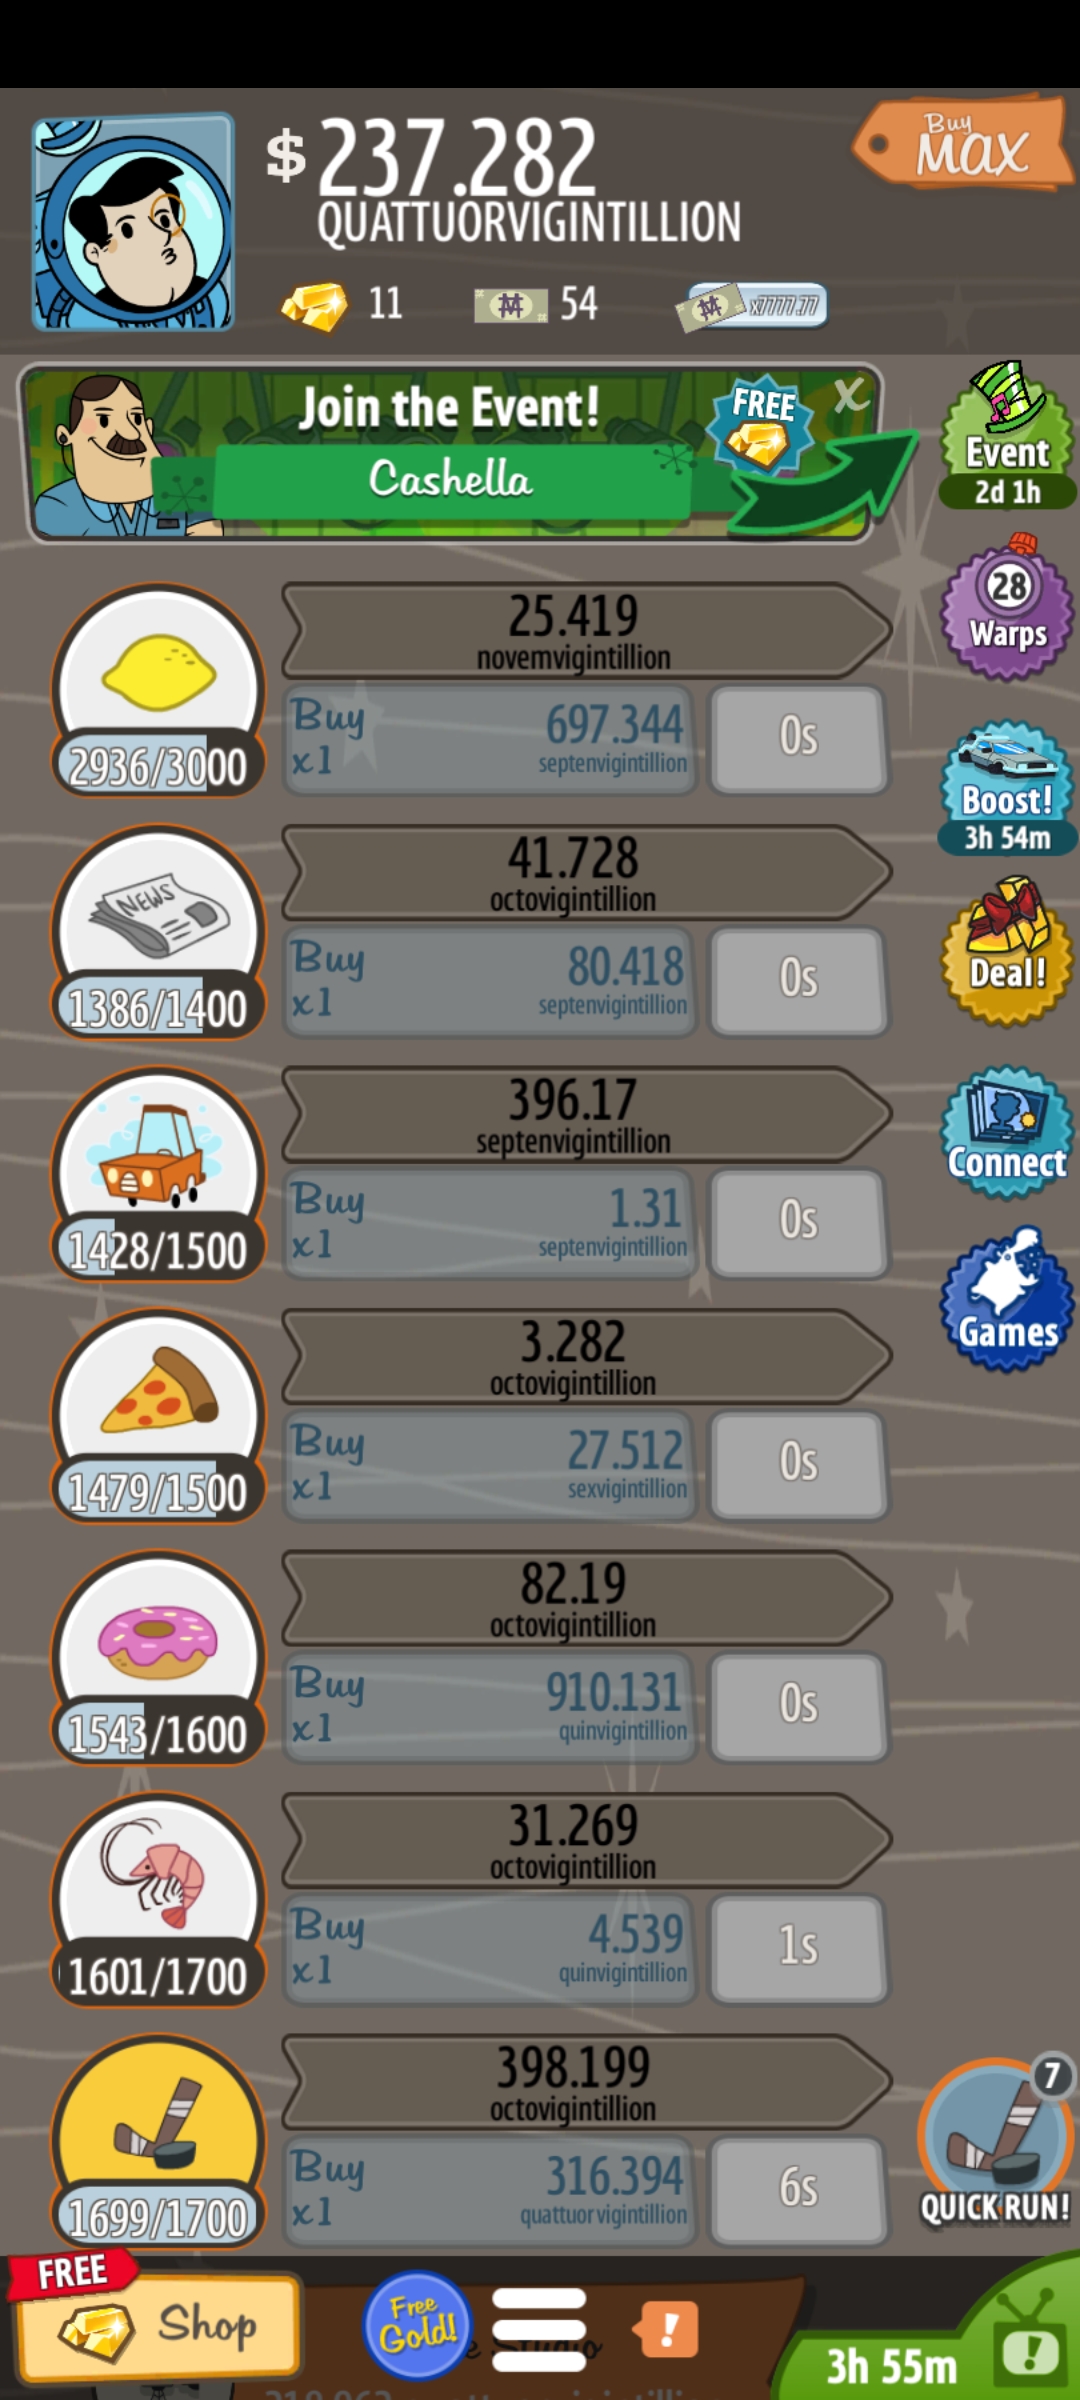 Buy
MAX
$ 237.282
QUATTUORVIGINTILLION
11
54
x7777.77
Join the Event!
FREE
X
Cashella
Event
2d 1h
28
Warps
25.419
novemvigintillion
2936/3000
Buy
x1
697.344
septenvigintillion
0s
Boost!
3h 54m
41.728
octovigintillion
NEWS
1386/1400
Buy
x1
80.418
septenvigintillion
0s
Deal!
396.17
septenvigintillion
1428/1500
Buy
x1
1.31
septenvigintillion
0s
Connect
Games
3.282
octovigintillion
1479/1500
Buy
x1
27.512
sexvigintillion
0s
82.19
octovigintillion
1543/1600
Buy
x1
910.131
quinvigintillion
0s
31.269
octovigintillion
1601/1700
Buy
x1
4.539
quinvigintillion
1s
398.199
octovigintillion
1699/1700
Buy
x1
316.394
quattuorvigintillion
6s
7
QUICK RUN!
FREE
Shop
Free
Gold!
!
3h 55m
!